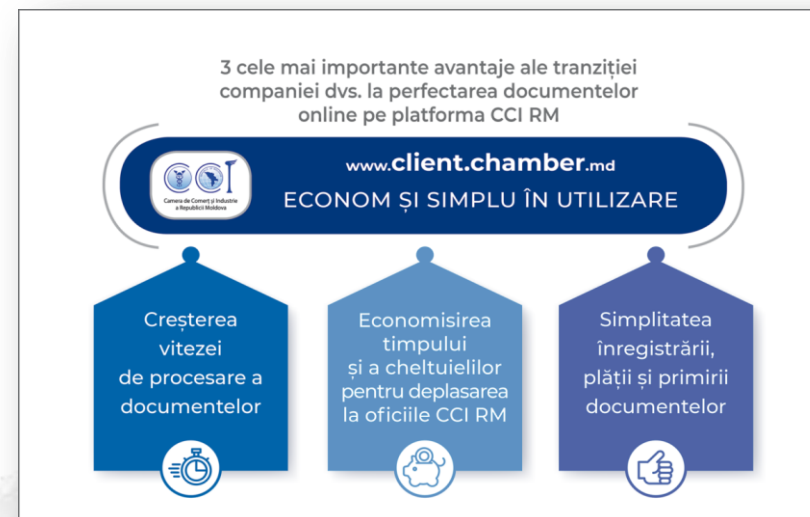 3 cele mai importante avantaje ale tranziției
companiei dvs. la perfectarea documentelor
online pe platforma CCI RM
CCI
Camera de Comerț și Industrie
a Republicii Moldova
www.client.chamber.md
ECONOM ȘI SIMPLU ÎN UTILIZARE
Creșterea
vitezei
de procesare a
documentelor
Economisirea
timpului
și a cheltuielilor
pentru deplasarea
la oficiile CCI RM
Simplitatea
înregistrării,
plății și primirii
documentelor